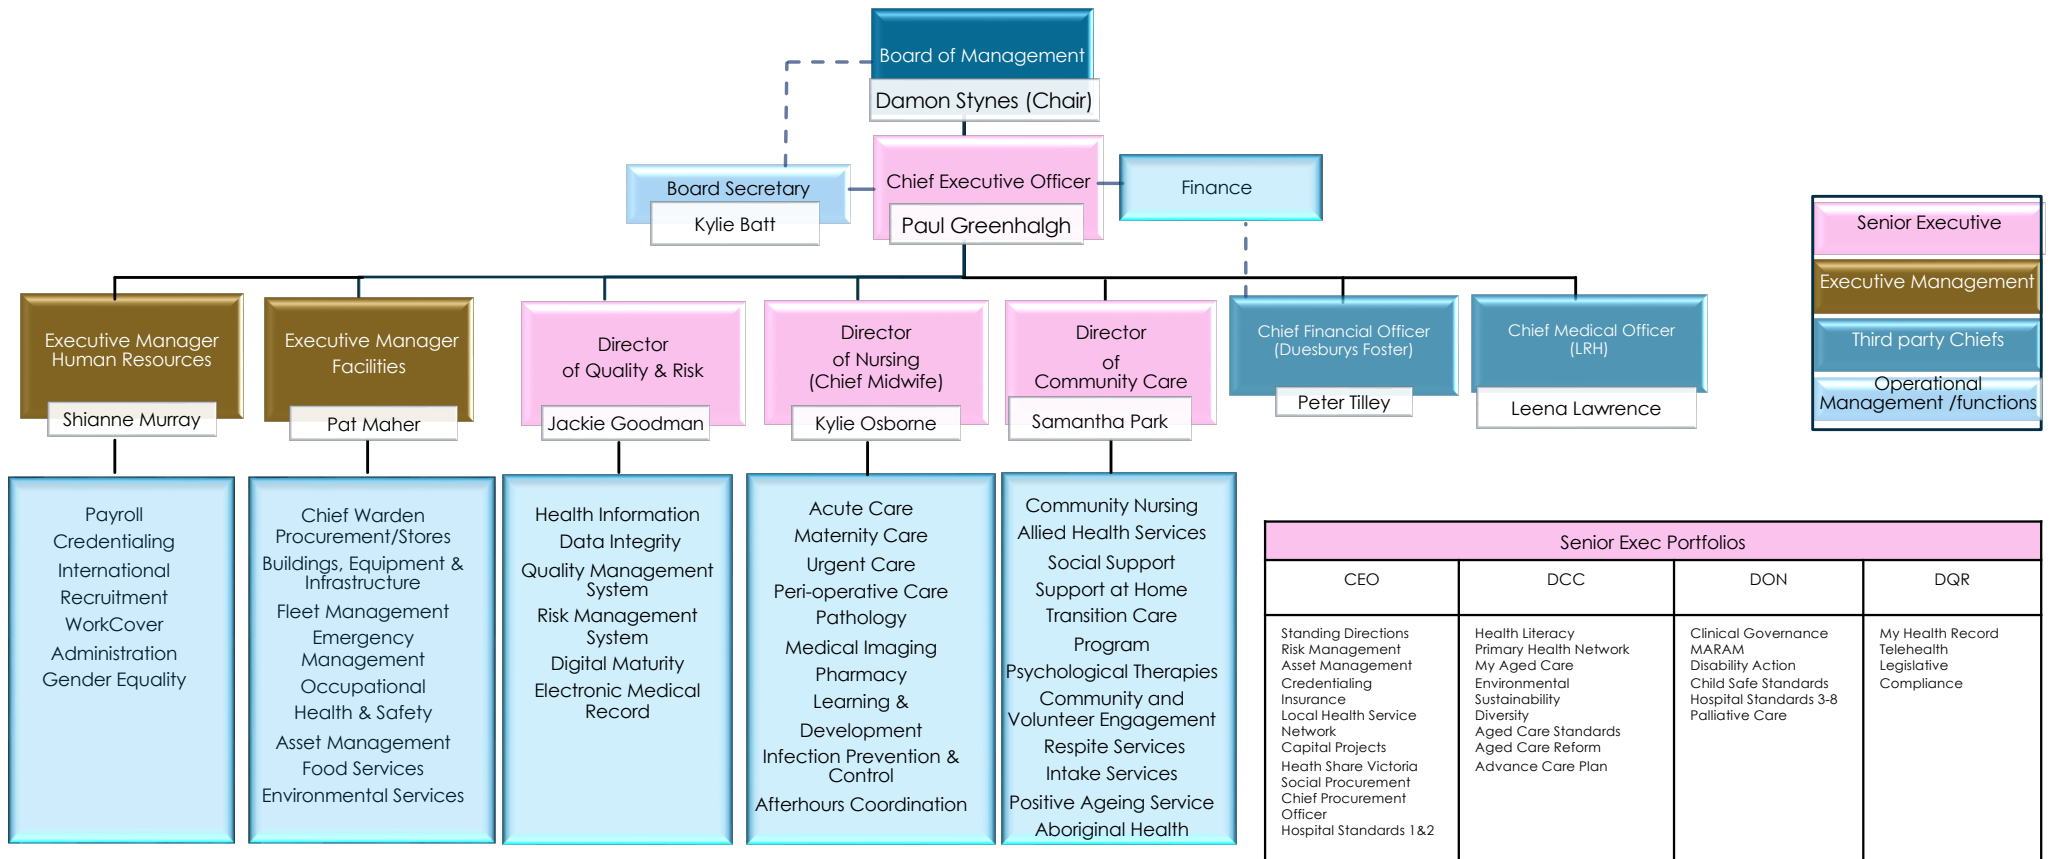 Board of Management
Damon Stynes (Chair)
Board Secretary
Kylie Batt
Chief Executive Officer
Paul Greenhalgh
Finance
Senior Executive
Executive Management
Third party Chiefs
Operational
Management /functions
Executive Manager
Human Resources
Shianne Murray
Executive Manager
Facilities
Pat Maher
Director
of Quality & Risk
Jackie Goodman
Director
of Nursing
(Chief Midwife)
Kylie Osborne
Director
of
Community Care
Samantha Park
Chief Financial Officer
(Duesburys Foster)
Peter Tilley
Chief Medical Officer
(LRH)
Leena Lawrence
Payroll
Credentialing
International
Recruitment
WorkCover
Administration
Gender Equality
Chief Warden
Procurement/Stores
Buildings, Equipment &
Infrastructure
Fleet Management
Emergency
Management
Occupational
Health & Safety
Asset Management
Food Services
Environmental Services
Health Information
Data Integrity
Quality Management
System
Risk Management
System
Digital Maturity
Electronic Medical
Record
Acute Care
Maternity Care
Urgent Care
Peri-operative Care
Pathology
Medical Imaging
Pharmacy
Learning &
Development
Infection Prevention &
Control
Afterhours Coordination
Community Nursing
Allied Health Services
Social Support
Support at Home
Transition Care
Program
Psychological Therapies
Community and
Volunteer Engagement
Respite Services
Intake Services
Positive Ageing Service
Aboriginal Health
Senior Exec Portfolios
CEO
DCC
DON
DQR
Standing Directions
Risk Management
Asset Management
Credentialing
Insurance
Local Health Service
Network
Capital Projects
Heath Share Victoria
Social Procurement
Chief Procurement
Officer
Hospital Standards 1&2
Health Literacy
Primary Health Network
My Aged Care
Environmental
Sustainability
Diversity
Aged Care Standards
Aged Care Reform
Advance Care Plan
Clinical Governance
MARAM
Disability Action
Child Safe Standards
Hospital Standards 3-8
Palliative Care
My Health Record
Telehealth
Legislative
Compliance